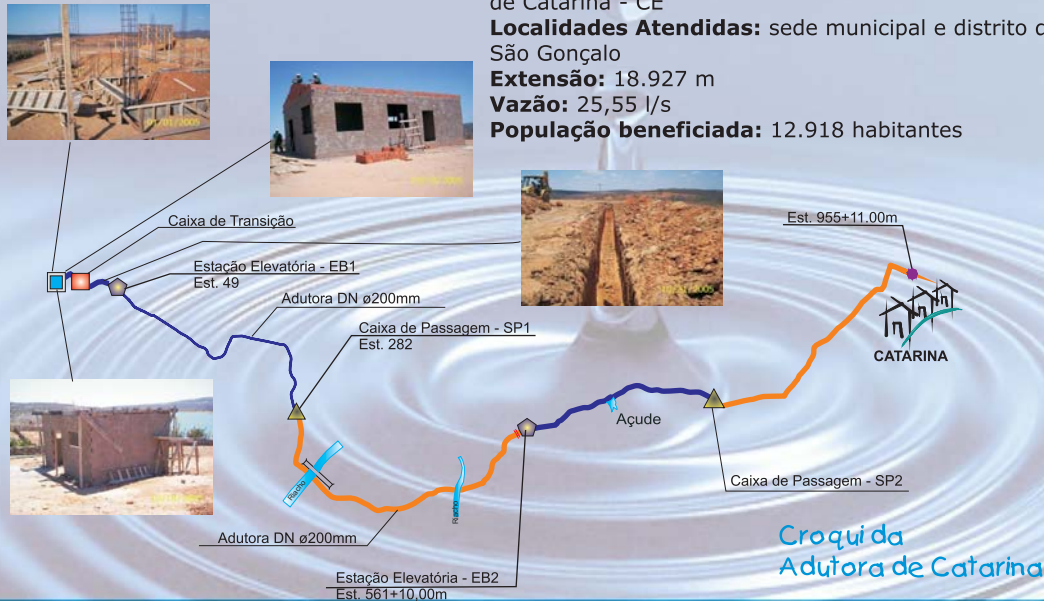 de Catarina - CE
Localidades Atendidas: sede municipal e distrito d
São Gonçalo
Extensão: 18.927 m
Vazão: 25,55 l/s
População beneficiada: 12.918 habitantes
01/01/2005
Caixa de Transição
Est. 955+11.00m
Estação Elevatória - EB1
Est. 49
Adutora DN ø200mm
Caixa de Passagem - SP1
Est. 282
CATARINA
Açude
Riacho
Riacho
Caixa de Passagem - SP2
Adutora DN ø200mm
Estação Elevatória - EB2
Est. 561+10,00m
Croqui da
Adutora de Catarina